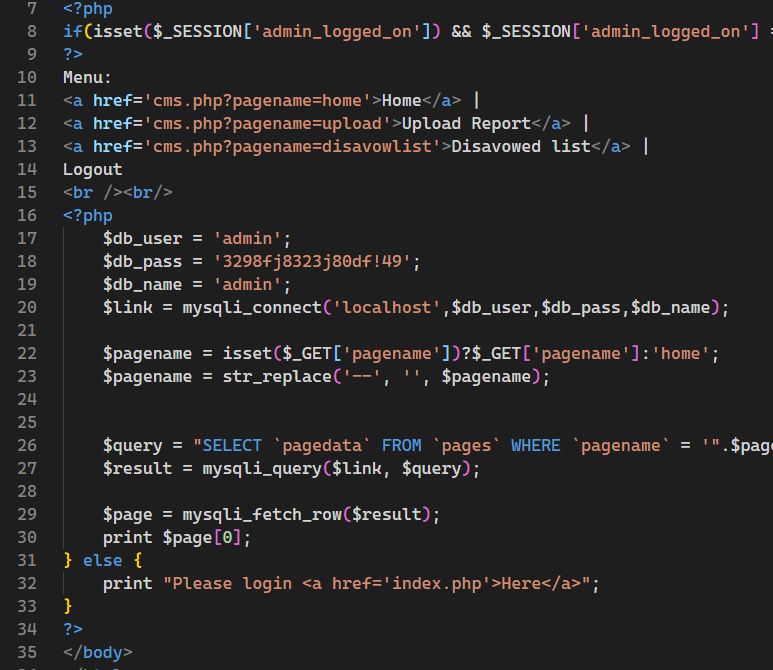 7 <?php
8 if(isset($_SESSION['admin_logged_on']) && $_SESSION['admin_logged_on']
9 ?>
10 Menu:
11 <a href='cms.php?pagename=home'>Home</a> |
12 <a href='cms.php?pagename=upload'>Upload Report</a> |
13 <a href='cms.php?pagename=disavowlist'>Disavowed list</a> |
14 Logout
15 <br /><br/>
16 <?php
17 $db_user = 'admin';
18 $db_pass = '3298fj8323j80df!49';
19 $db_name = 'admin';
20 $link = mysqli_connect('localhost',$db_user,$db_pass,$db_name);
21
22 $pagename = isset($_GET['pagename'])?$_GET['pagename']:'home';
23 $pagename = str_replace('--', '', $pagename);
24
25
26 $query = "SELECT `pagedata` FROM `pages` WHERE `pagename` = '".$page
27 $result = mysqli_query($link, $query);
28
29 $page = mysqli_fetch_row($result);
30 print $page[0];
31 } else {
32 print "Please login <a href='index.php'>Here</a>";
33 }
34 ?>
35 </body>